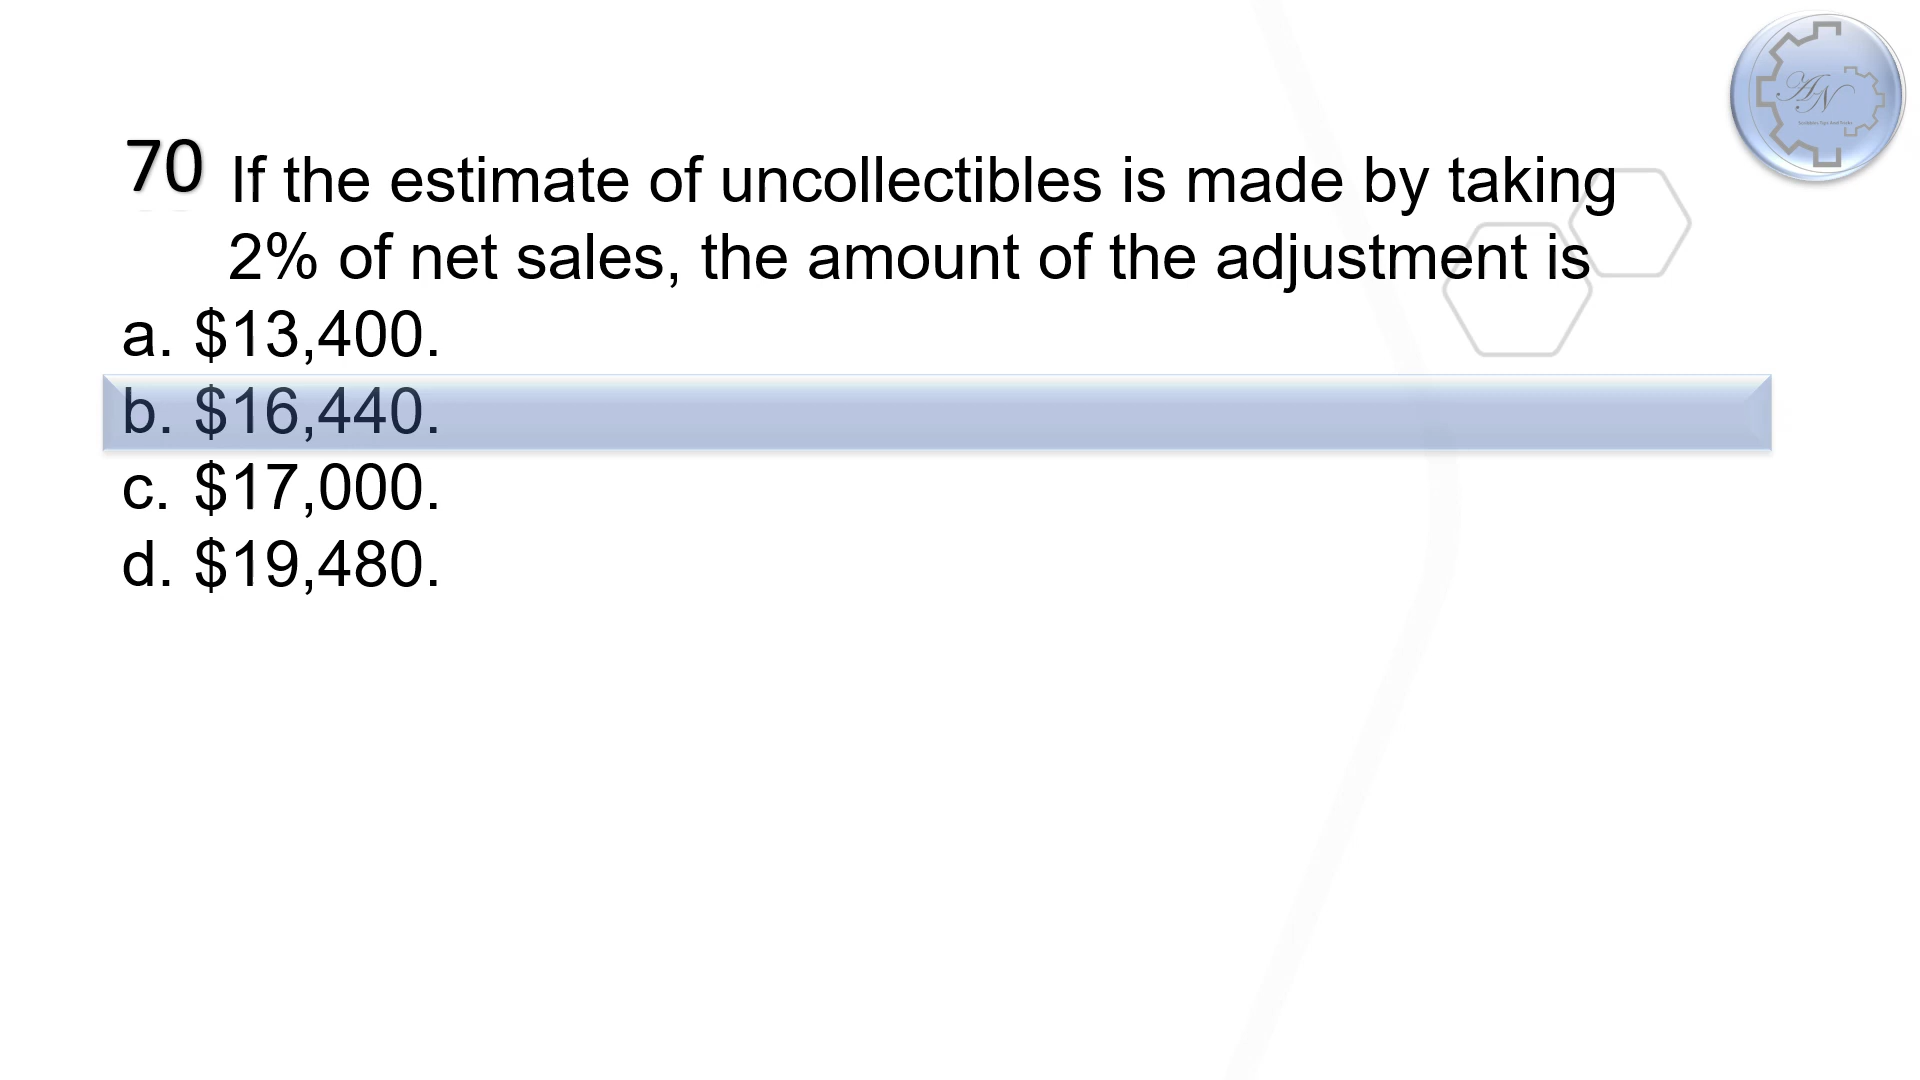 70 If the estimate of uncollectibles is made by taking
2% of net sales, the amount of the adjustment is
a. $13,400.
b. $16,440.
c. $17,000.
d. $19,480.
AN